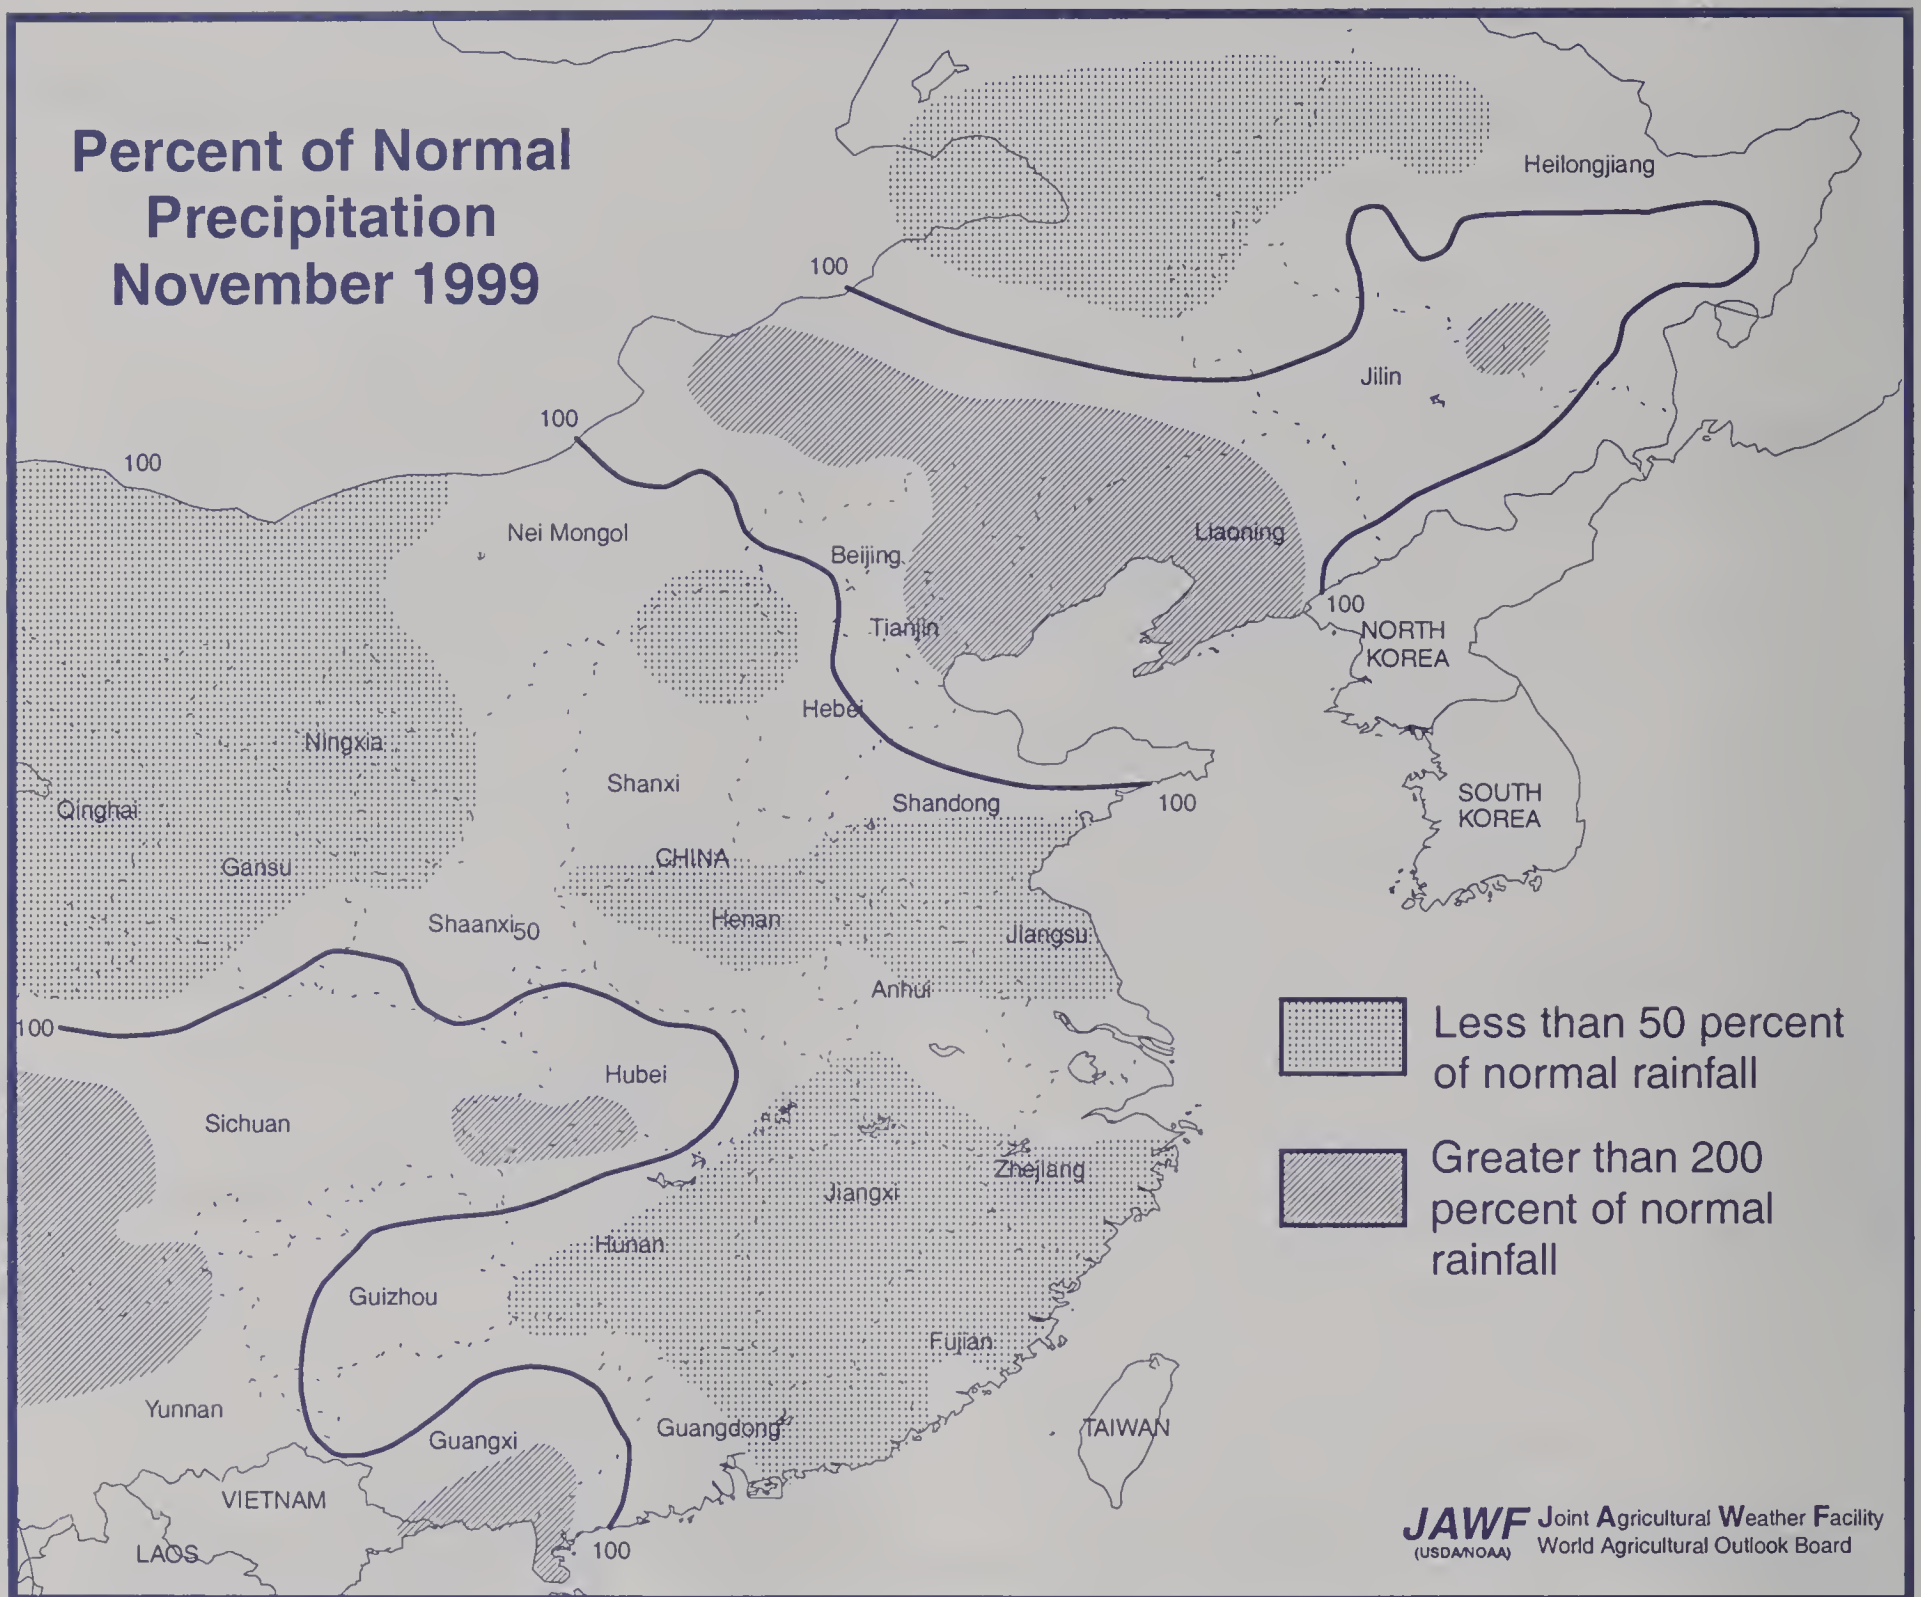 Percent of Normal
Precipitation
November 1999
Heilongjiang
100
Jilin
100
100
Nei Mongol
Beijing
Liaoning
100
Tianjin
NORTH
KOREA
Hebei
Ningxia
Shanxi
Qinghai
Shandong
100
SOUTH
KOREA
CHINA
Gansu
Henan
Shaanxi
50
Jiangsu
Anhui
100
Hubei
Sichuan
Zhejiang
Jiangxi
Hunan
Guizhou
Fujian
Yunnan
Guangdong
TAIWAN
Guangxi
VIETNAM
LAOS
100
Less than 50 percent
of normal rainfall
Greater than 200
percent of normal
rainfall
JAWF
(USDA/NOAA)
Joint Agricultural Weather Facility
World Agricultural Outlook Board